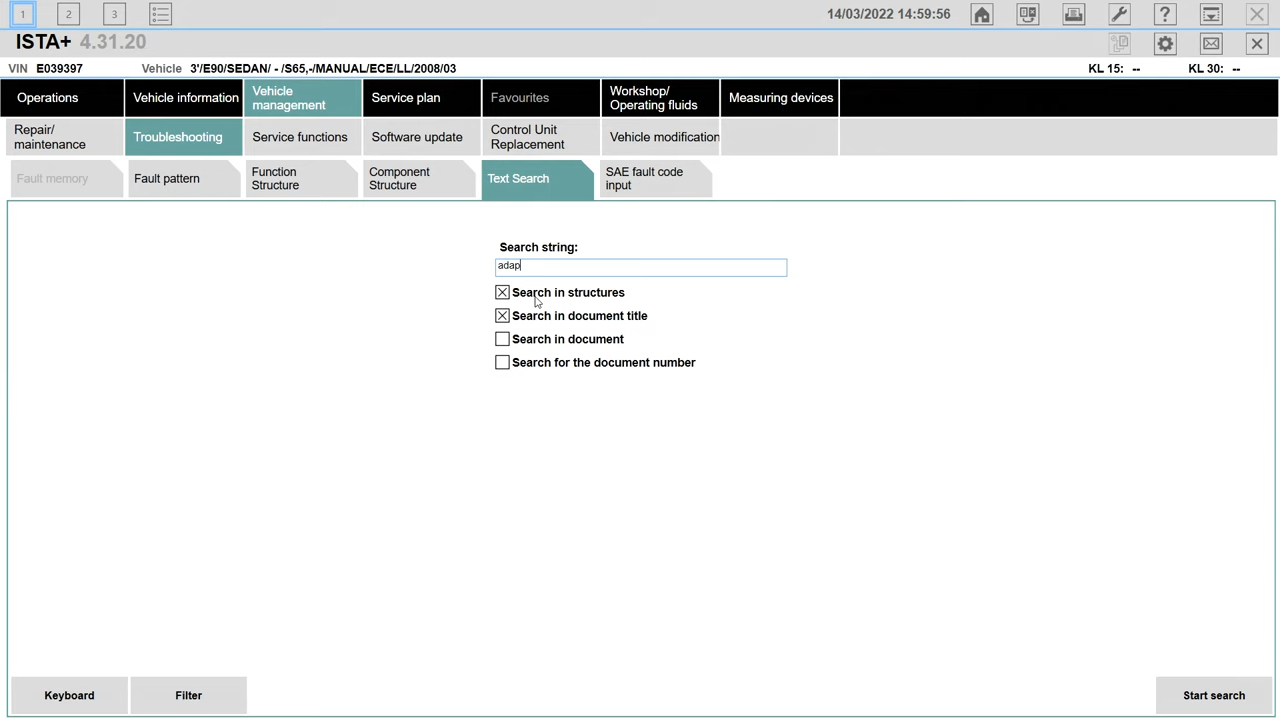 1 2 3 14/03/2022 14:59:56 ?
ISTA+ 4.31.20
VIN E039397 Vehicle 3'/E90/SEDAN/ - /S65,-/MANUAL/ECE/LL/2008/03 KL 15: -- KL 30: --
Operations
Vehicle information
Vehicle
management
Service plan
Favourites
Workshop/
Operating fluids
Measuring devices
Repair/
maintenance
Troubleshooting
Service functions
Software update
Control Unit
Replacement
Vehicle modification
Fault memory
Fault pattern
Function
Structure
Component
Structure
Text Search
SAE fault code
input
Search string:
adap
Search in structures
Search in document title
Search in document
Search for the document number
Keyboard Filter Start search